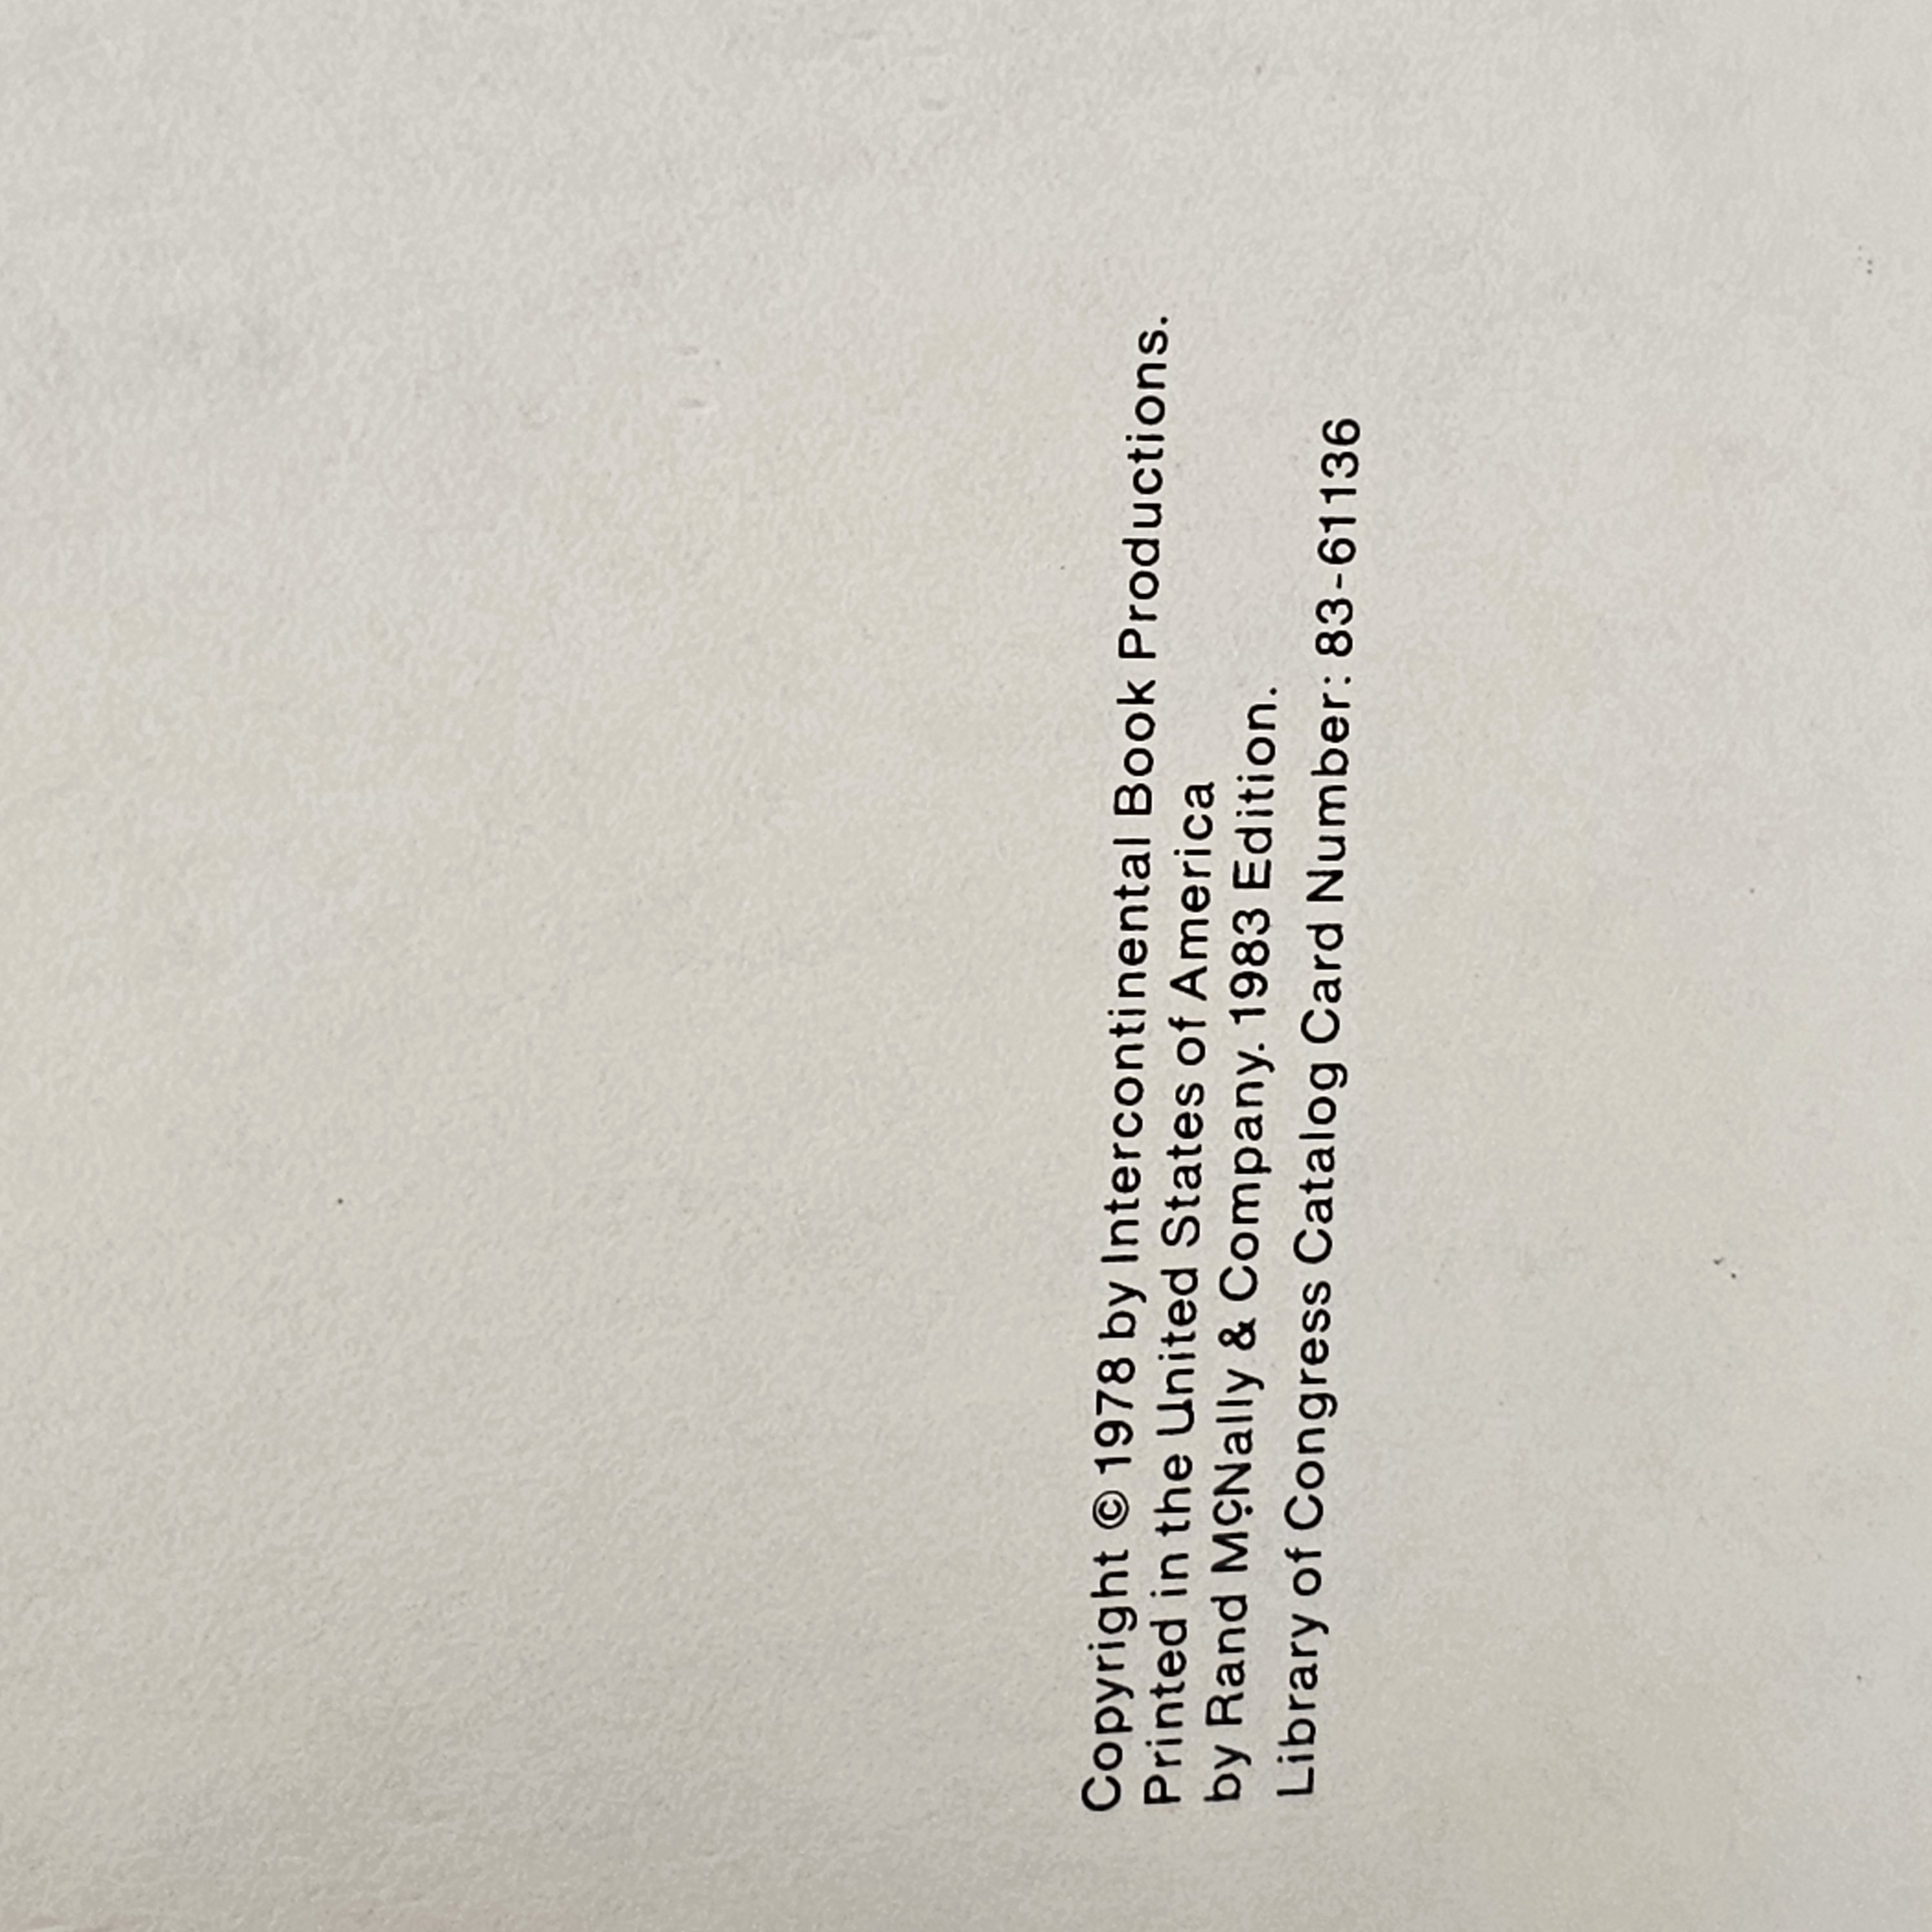 Copyright © 1978 by Intercontinental Book Productions.
Printed in the United States of America
by Rand McNally & Company. 1983 Edition.
Library of Congress Catalog Card Number: 83-61136